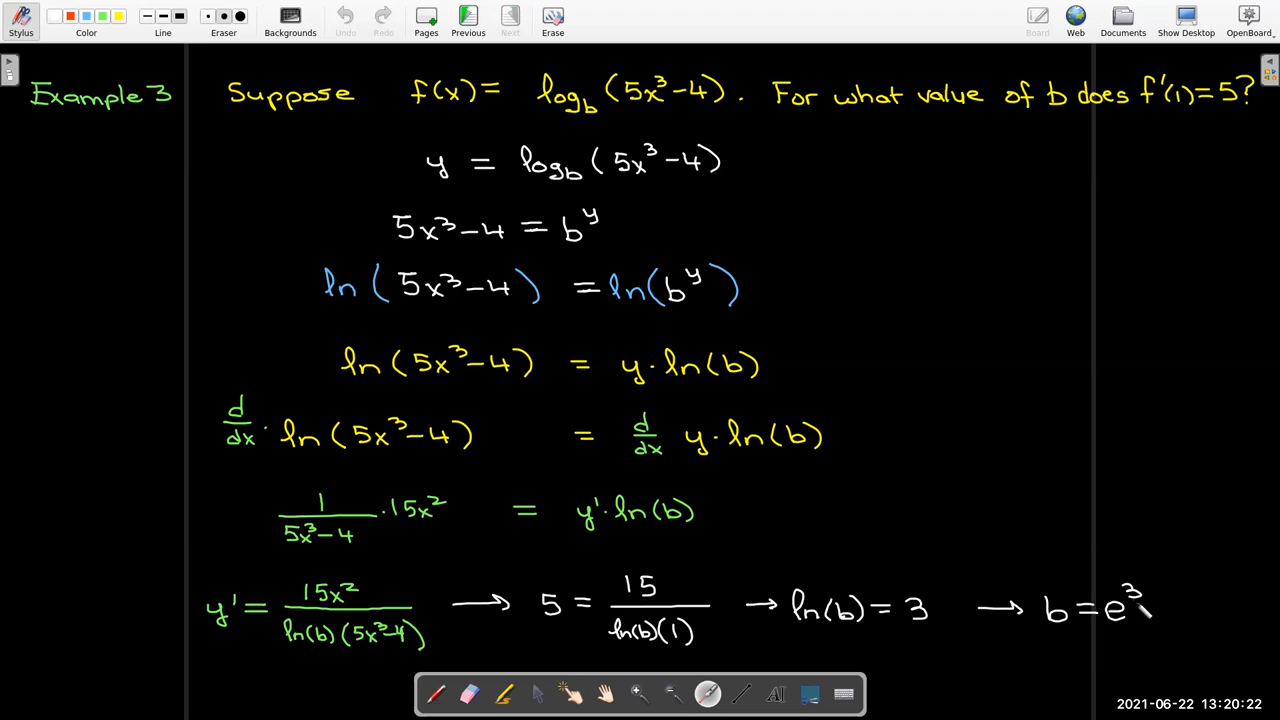 Stylus Color Line Eraser Backgrounds Undo Redo Pages Previous Next Erase Board Web Documents Show Desktop OpenBoard
Example 3 Suppose f(x) = log_b (5x³-4). For what value of b does f'(1)=5?
y = log_b (5x³-4)
5x³-4 = b^y
ln(5x³-4) = ln(b^y)
ln(5x³-4) = y·ln(b)
d/dx · ln(5x³-4) = d/dx y·ln(b)
1/(5x³-4) · 15x² = y'·ln(b)
y' = 15x²/(ln(b)(5x³-4)) → 5 = 15/(ln(b)(1)) → ln(b) = 3 → b = e³
AI
2021-06-22 13:20:22